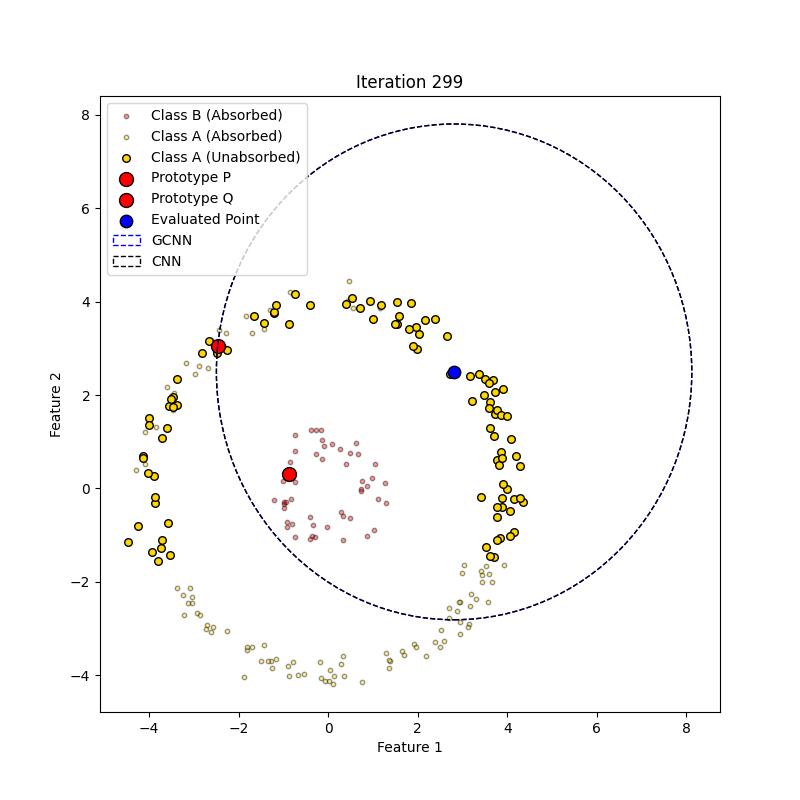 Iteration 299
Class B (Absorbed)
Class A (Absorbed)
Class A (Unabsorbed)
Prototype P
Prototype Q
Evaluated Point
GCNN
CNN
8
6
4
2
0
−2
−4
Feature 2
−4 −2 0 2 4 6 8
Feature 1